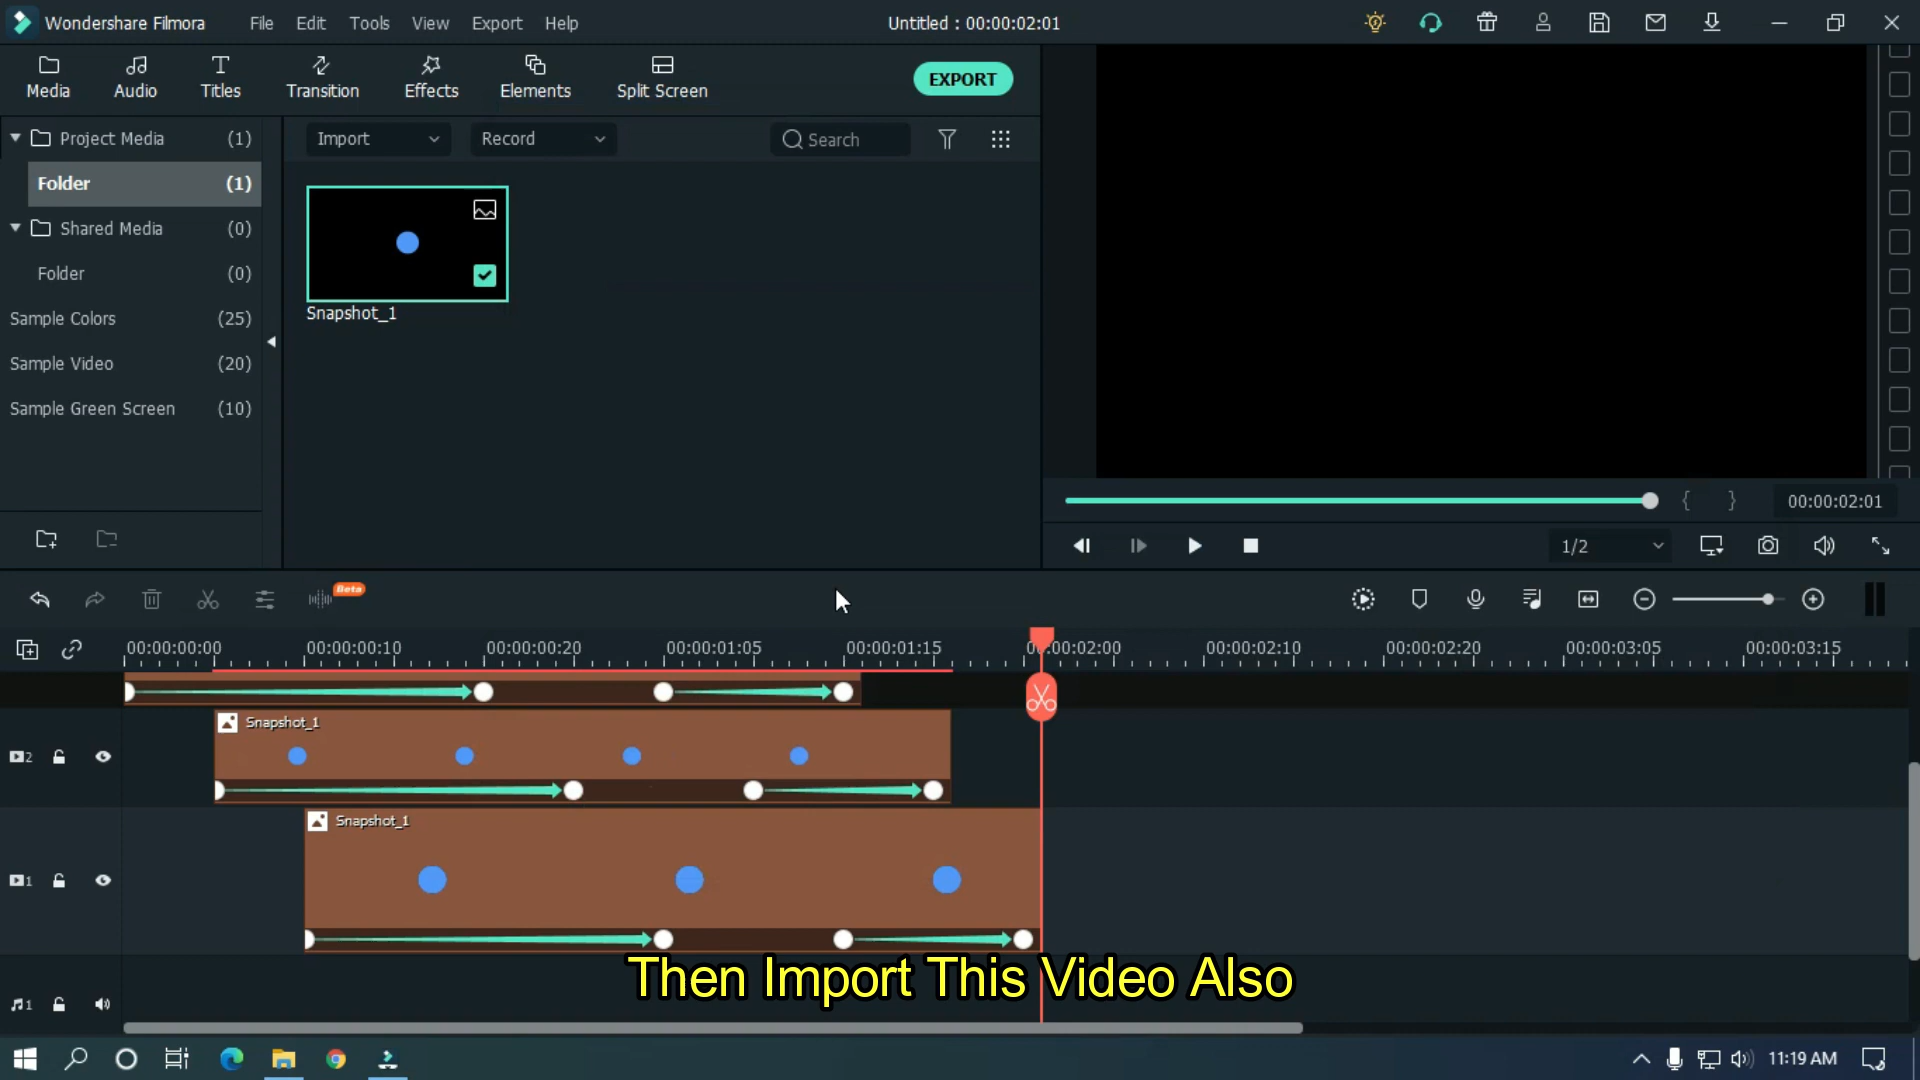 Wondershare Filmora File Edit Tools View Export Help Untitled : 00:00:02:01
Media Audio Titles Transition Effects Elements Split Screen EXPORT
Project Media (1) Import Record Search
Folder (1)
Shared Media (0)
Folder (0)
Snapshot_1
Sample Colors (25)
Sample Video (20)
Sample Green Screen (10)
{ } 00:00:02:01
1/2
Beta
00:00:00:00 00:00:00:10 00:00:00:20 00:00:01:05 00:00:01:15 00:00:02:00 00:00:02:10 00:00:02:20 00:00:03:05 00:00:03:15
Snapshot_1
2
Snapshot_1
1
Then Import This Video Also
1
11:19 AM